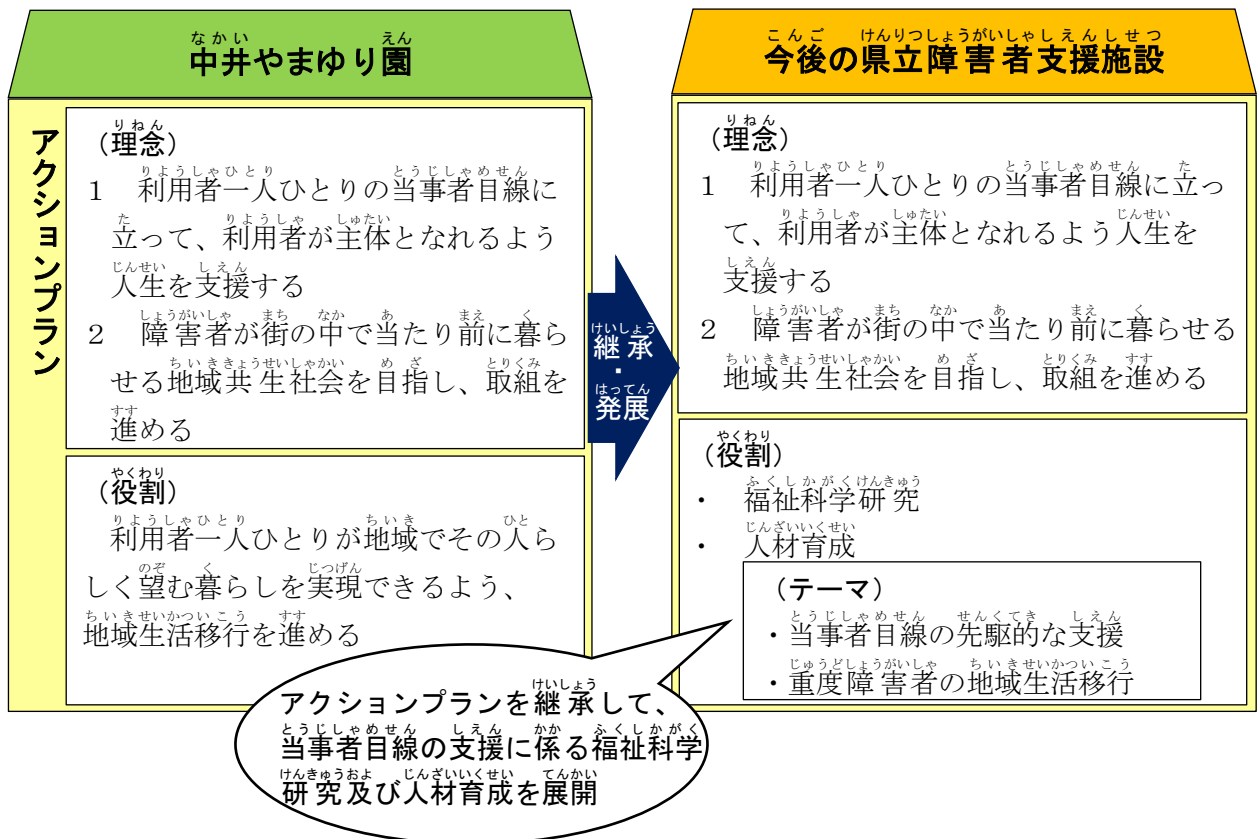 中井やまゆり園
アクションプラン
（理念）
１　利用者一人ひとりの当事者目線に
立って、利用者が主体となれるよう
人生を支援する
２　障害者が街の中で当たり前に暮ら
せる地域共生社会を目指し、取組を
進める
（役割）
利用者一人ひとりが地域でその人ら
しく望む暮らしを実現できるよう、
地域生活移行を進める
継承
・
発展
今後の県立障害者支援施設
（理念）
１　利用者一人ひとりの当事者目線に立っ
て、利用者が主体となれるよう人生を
支援する
２　障害者が街の中で当たり前に暮らせる
地域共生社会を目指し、取組を進める
（役割）
・　福祉科学研究
・　人材育成
（テーマ）
・当事者目線の先駆的な支援
・重度障害者の地域生活移行
アクションプランを継承して、
当事者目線の支援に係る福祉科学
研究及び人材育成を展開